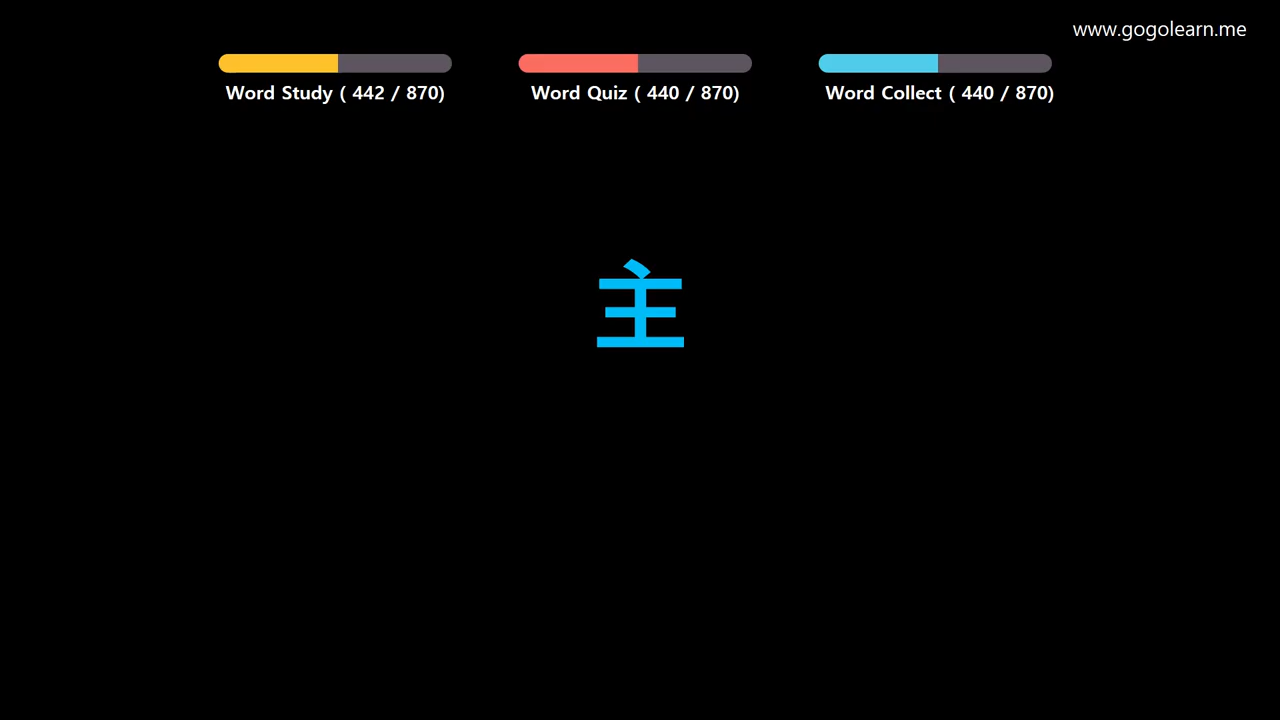 www.gogolearn.me
Word Study ( 442 / 870)
Word Quiz ( 440 / 870)
Word Collect ( 440 / 870)
主